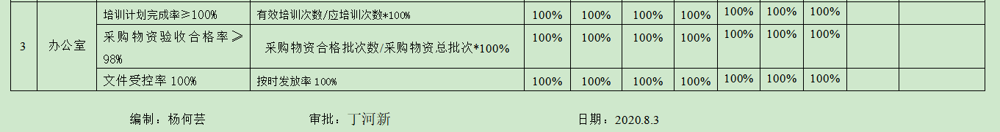 培训计划完成率≥100% 有效培训次数/应培训次数*100% 100% 100% 100% 100% 100% 100% 100%
3 办公室 采购物资验收合格率≥98% 采购物资合格批次数/采购物资总批次*100% 100% 100% 100% 100% 100% 100% 100%
文件受控率 100% 按时发放率 100% 100% 100% 100% 100% 100% 100% 100%
编制：杨何芸 审批：丁河新 日期：2020.8.3